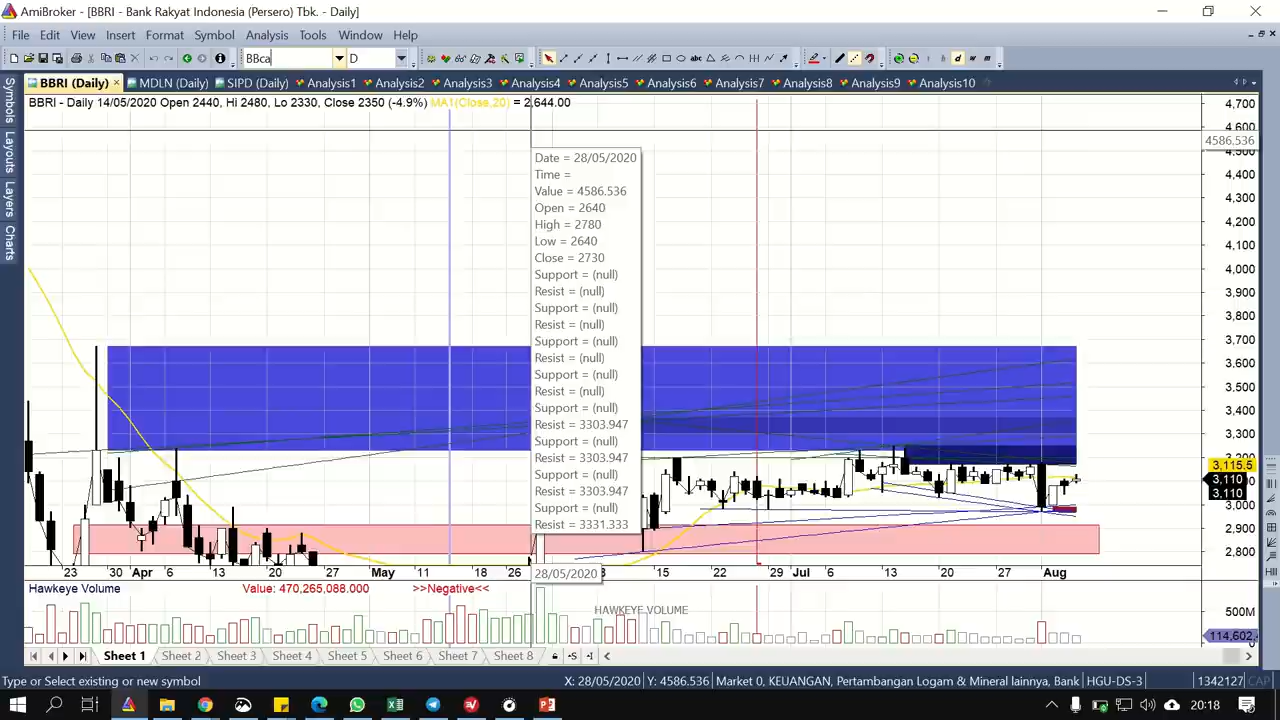 AmiBroker - [BBRI - Bank Rakyat Indonesia (Persero) Tbk. - Daily]
File Edit View Insert Format Symbol Analysis Tools Window Help
BBca D
BBRI (Daily) MDLN (Daily) SIPD (Daily) Analysis1 Analysis2 Analysis3 Analysis4 Analysis5 Analysis6 Analysis7 Analysis8 Analysis9 Analysis10
Symbols
Layouts
Layers
Charts
BBRI - Daily 14/05/2020 Open 2440, Hi 2480, Lo 2330, Close 2350 (-4.9%) MA1(Close,20) = 2,644.00
4,700
4,600
4586.536
4,500
4,400
4,300
4,200
4,100
4,000
3,900
3,800
3,700
3,600
3,500
3,400
3,300
3,200
3,115.5
3,110
3,110
3,000
2,900
2,800
Date = 28/05/2020
Time =
Value = 4586.536
Open = 2640
High = 2780
Low = 2640
Close = 2730
Support = (null)
Resist = (null)
Support = (null)
Resist = (null)
Support = (null)
Resist = (null)
Support = (null)
Resist = (null)
Support = (null)
Resist = 3303.947
Support = (null)
Resist = 3303.947
Support = (null)
Resist = 3303.947
Support = (null)
Resist = 3331.333
23 30 Apr 6 13 20 27 May 11 18 26 28/05/2020 15 22 Jul 6 13 20 27 Aug
Hawkeye Volume Value: 470,265,088.000 >>Negative<<
HAWKEYE VOLUME
500M
114,602,
Sheet 1 Sheet 2 Sheet 3 Sheet 4 Sheet 5 Sheet 6 Sheet 7 Sheet 8
Type or Select existing or new symbol X: 28/05/2020 Y: 4586.536 Market 0, KEUANGAN, Pertambangan Logam & Mineral lainnya, Bank HGU-DS-3 1342127 CAP
20:18